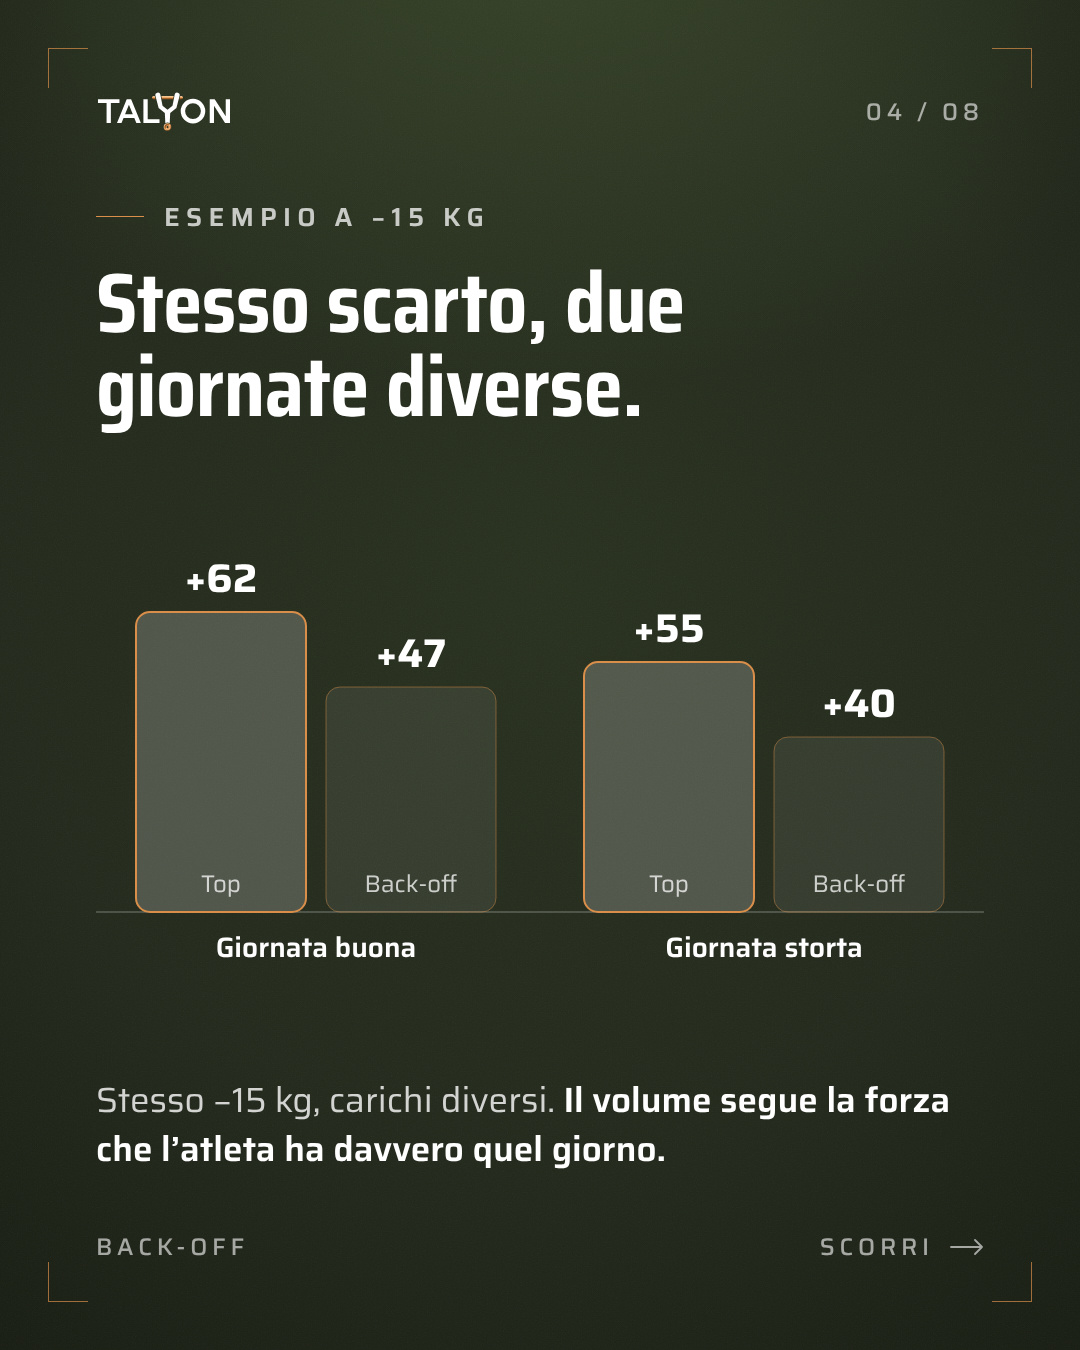 TALYON
04 / 08
ESEMPIO A –15 KG
Stesso scarto, due
giornate diverse.
+62
+47
+55
+40
Top
Back-off
Top
Back-off
Giornata buona
Giornata storta
Stesso –15 kg, carichi diversi. Il volume segue la forza
che l’atleta ha davvero quel giorno.
BACK-OFF
SCORRI →